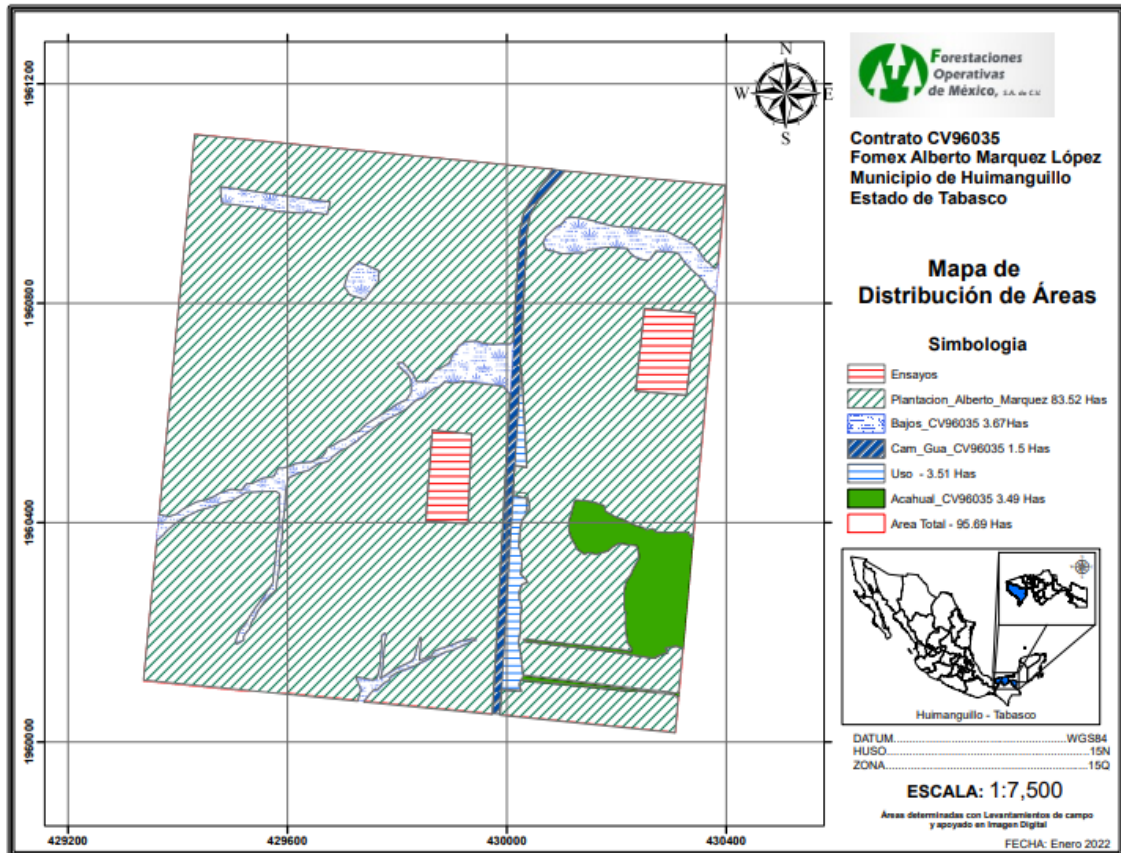 N
W
E
S
1961200
1960800
1960400
1960000
429200
429600
430000
430400
Forestaciones
Operativas
de México, S.A. de C.V.
Contrato CV96035
Fomex Alberto Marquez López
Municipio de Huimanguillo
Estado de Tabasco
Mapa de
Distribución de Áreas
Simbologia
Ensayos
Plantacion_Alberto_Marquez 83.52 Has
Bajos_CV96035 3.67Has
Cam_Gua_CV96035 1.5 Has
Uso - 3.51 Has
Acahual_CV96035 3.49 Has
Area Total - 95.69 Has
Huimanguillo - Tabasco
DATUM..........................................WGS84
HUSO..................................................15N
ZONA..................................................15Q
ESCALA: 1:7,500
Áreas determinadas con Levantamientos de campo
y apoyado en Imagen Digital
FECHA: Enero 2022